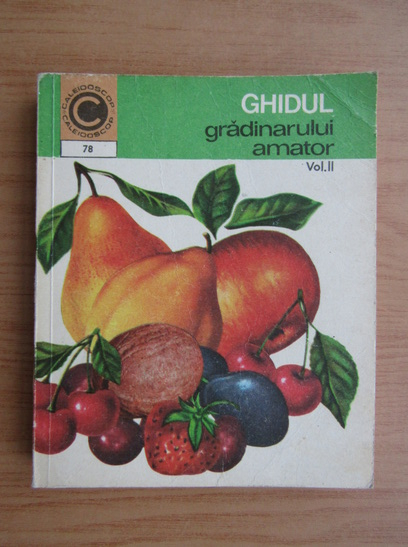 CALEIDOSCOP
C
CALEIDOSCOP
78
GHIDUL
grădinarului
amator
Vol.II